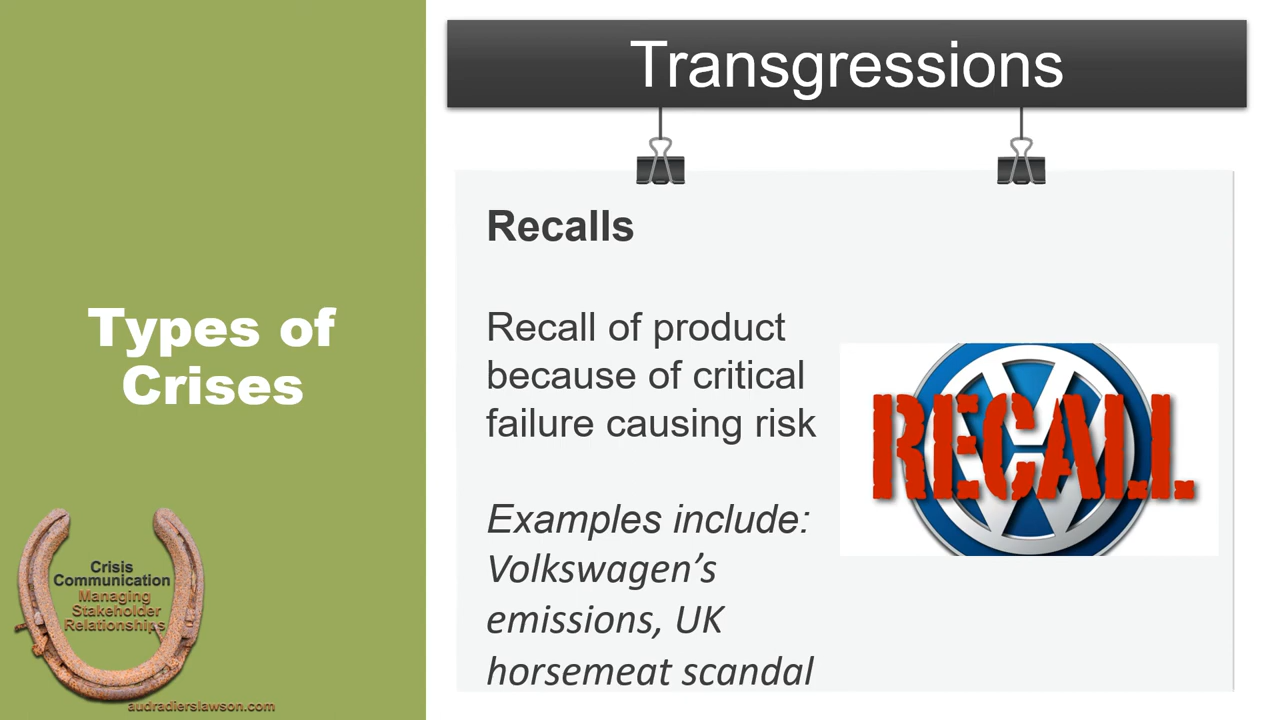 Transgressions
Types of
Crises
Recalls
Recall of product
because of critical
failure causing risk
Examples include:
Volkswagen’s
emissions, UK
horsemeat scandal
RECALL
Crisis
Communication
Managing
Stakeholder
Relationships
audradierslawson.com